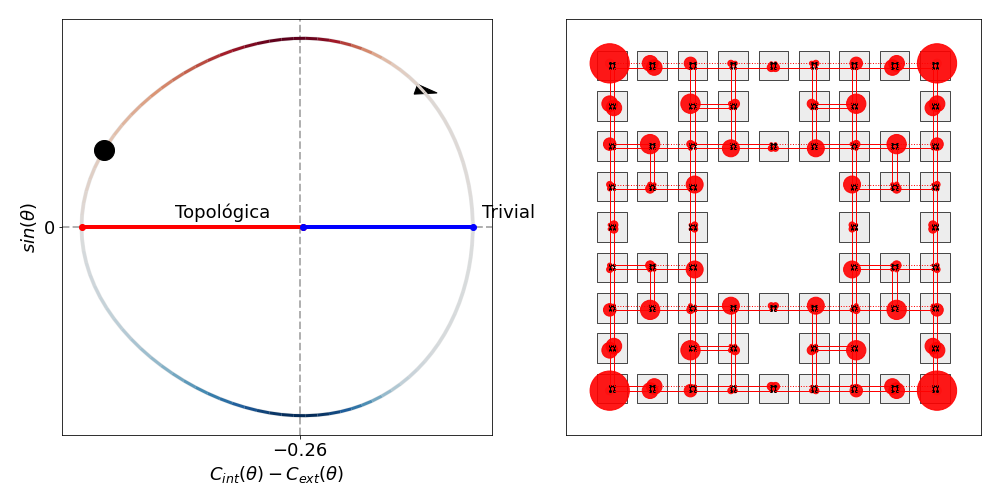 Topológica
Trivial
sin(θ)
0
−0.26
C_int(θ) − C_ext(θ)